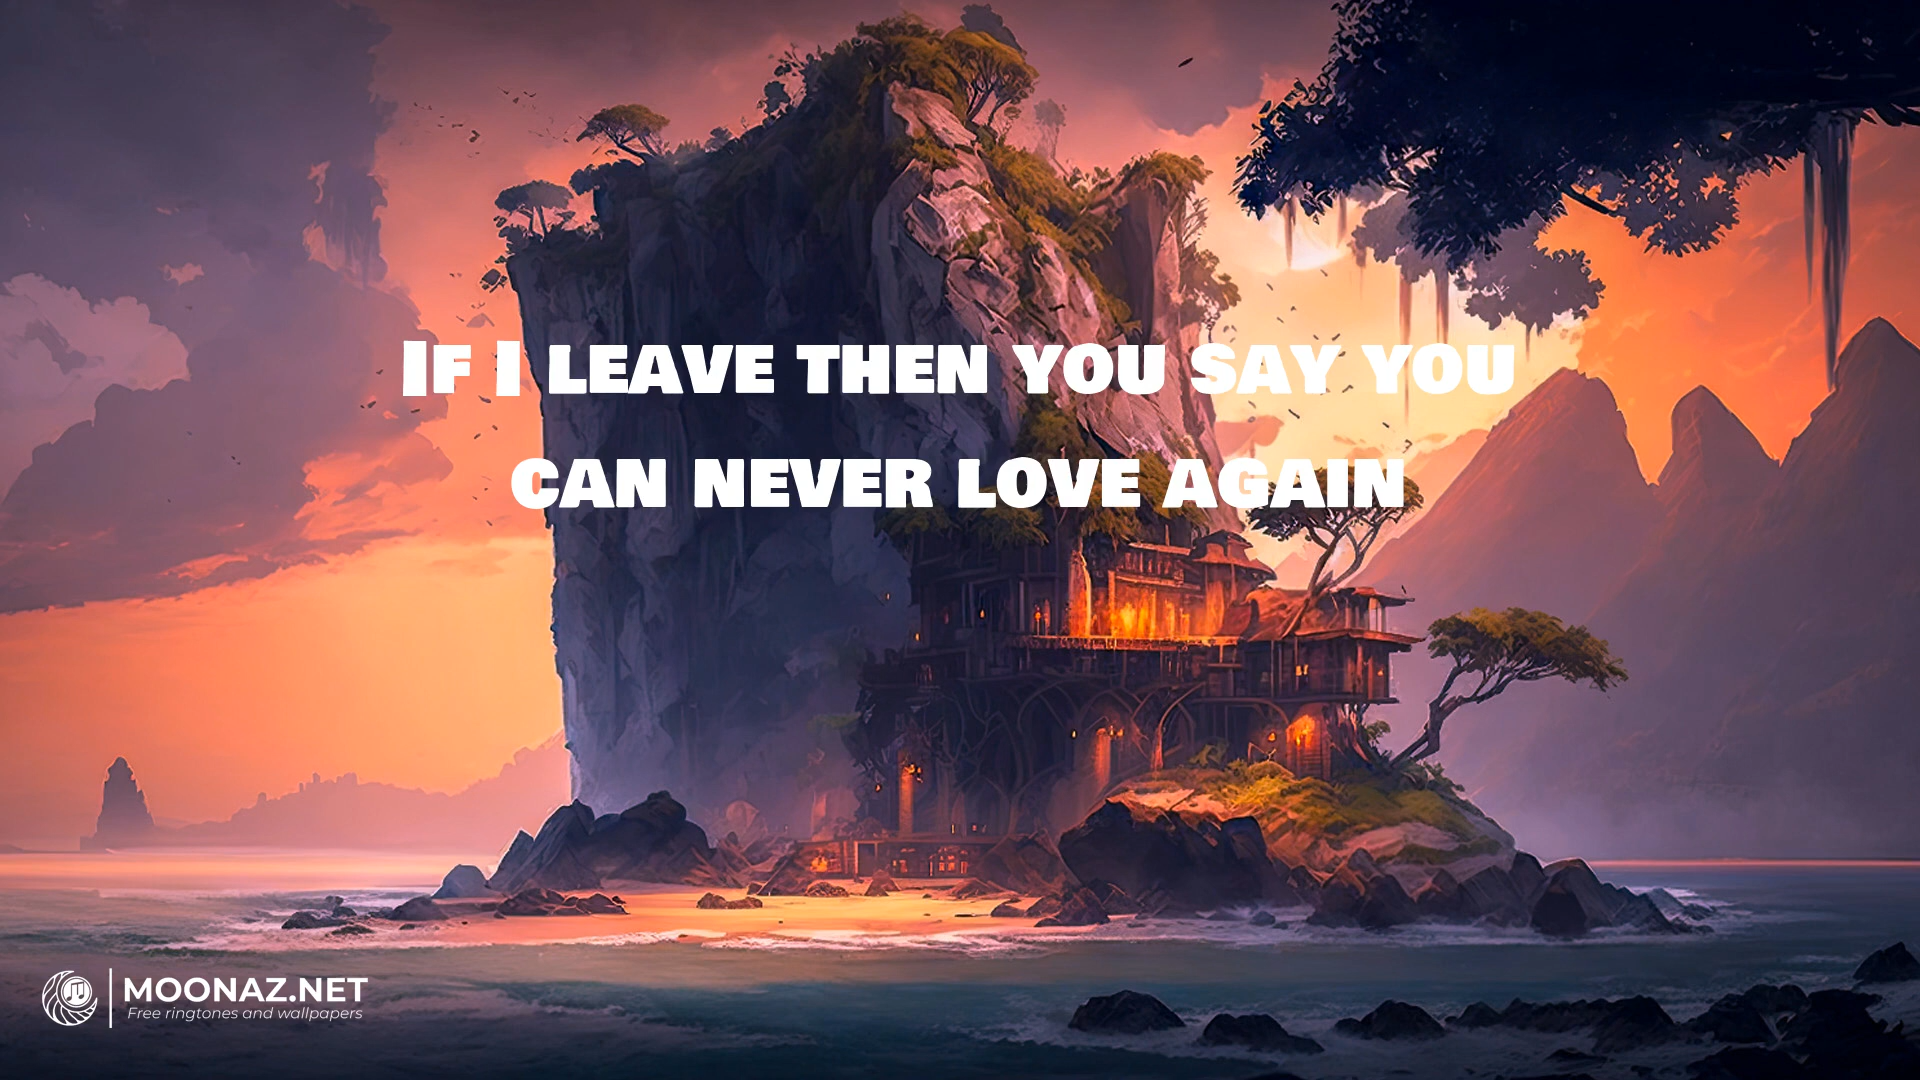 If I leave then you say you
can never love again
MOONAZ.NET
Free ringtones and wallpapers